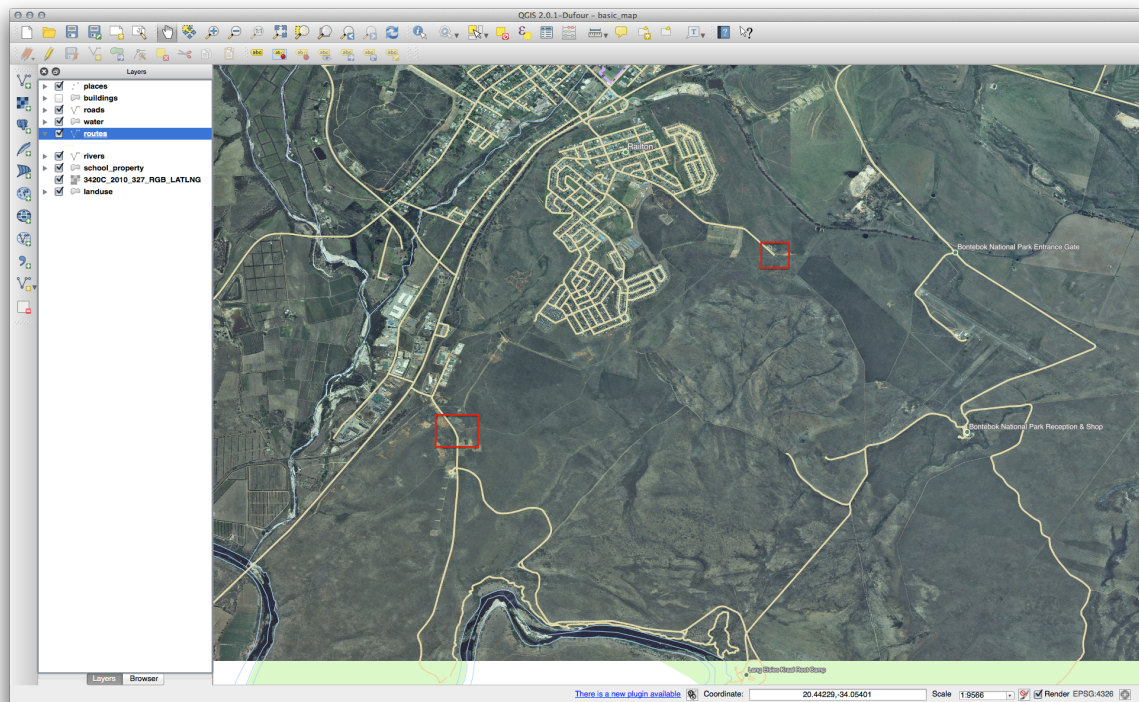 QGIS 2.0.1-Dufour - basic_map
Layers
places
buildings
roads
water
routes
rivers
school_property
3420C_2010_327_RGB_LATLNG
landuse
Railton
Bontebok National Park Entrance Gate
Bontebok National Park Reception & Shop
Lang Elsies Kraal Rest Camp
Layers Browser
There is a new plugin available Coordinate: 20.44229,-34.05401 Scale 1:9566 Render EPSG:4326